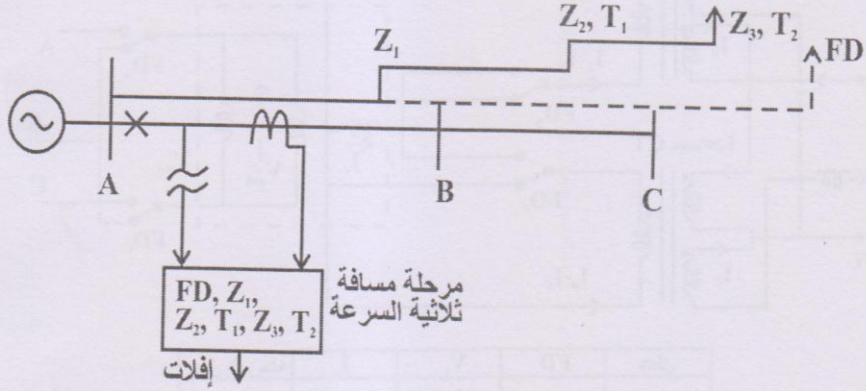 Z₂, T₁
Z₃, T₂
Z₁
FD
A
B
C
مرحلة مسافة
ثلاثية السرعة
FD, Z₁,
Z₂, T₁, Z₃, T₂
إفلات